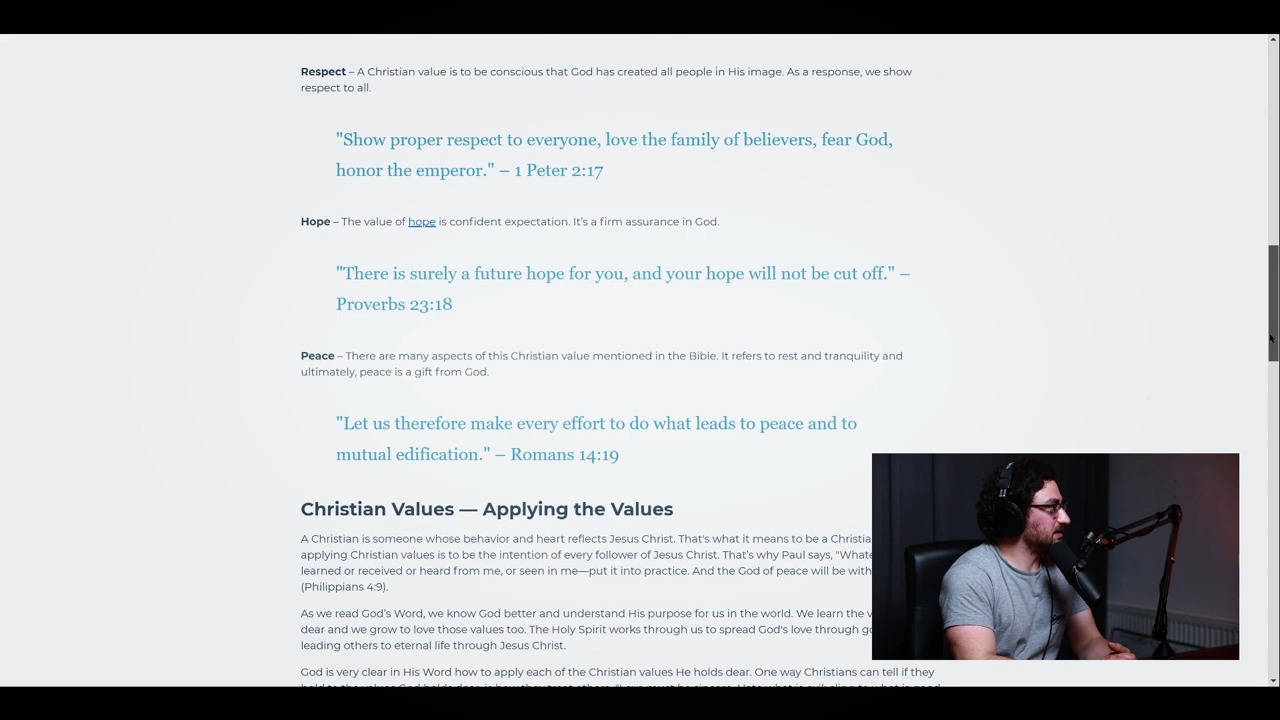 Respect – A Christian value is to be conscious that God has created all people in His image. As a response, we show
respect to all.
"Show proper respect to everyone, love the family of believers, fear God,
honor the emperor." – 1 Peter 2:17
Hope – The value of hope is confident expectation. It’s a firm assurance in God.
"There is surely a future hope for you, and your hope will not be cut off." –
Proverbs 23:18
Peace – There are many aspects of this Christian value mentioned in the Bible. It refers to rest and tranquility and
ultimately, peace is a gift from God.
"Let us therefore make every effort to do what leads to peace and to
mutual edification." – Romans 14:19
Christian Values — Applying the Values
A Christian is someone whose behavior and heart reflects Jesus Christ. That's what it means to be a
applying Christian values is to be the intention of every follower of Jesus Christ. That’s why Paul says,
learned or received or heard from me, or seen in me—put it into practice. And the God of peace will be with
(Philippians 4:9).
As we read God’s Word, we know God better and understand His purpose for us in the world. We learn the
dear and we grow to love those values too. The Holy Spirit works through us to spread God's love through
leading others to eternal life through Jesus Christ.
God is very clear in His Word how to apply each of the Christian values He holds dear. One way Christians can tell if they